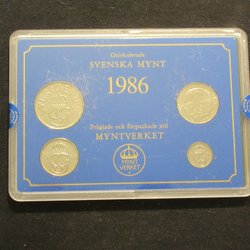 Ocirkulerade
SVENSKA MYNT
1986
Präglade och förpackade vid
MYNTVERKET
MYNT
VERKET